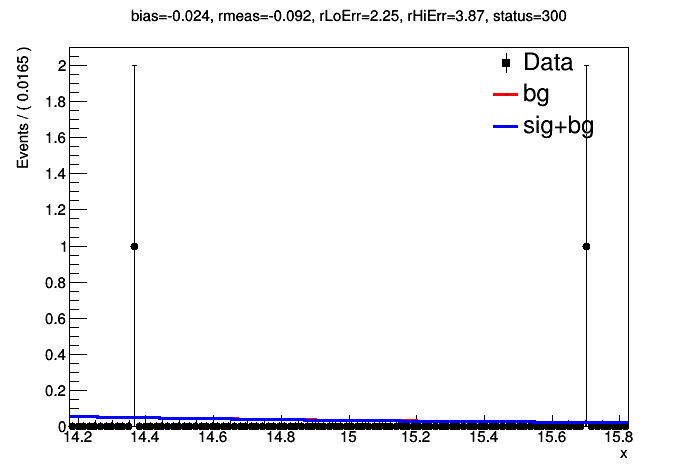 bias=-0.024, rmeas=-0.092, rLoErr=2.25, rHiErr=3.87, status=300
Events / ( 0.0165 )
2
1.8
1.6
1.4
1.2
1
0.8
0.6
0.4
0.2
0
Data
bg
sig+bg
14.2 14.4 14.6 14.8 15 15.2 15.4 15.6 15.8
x